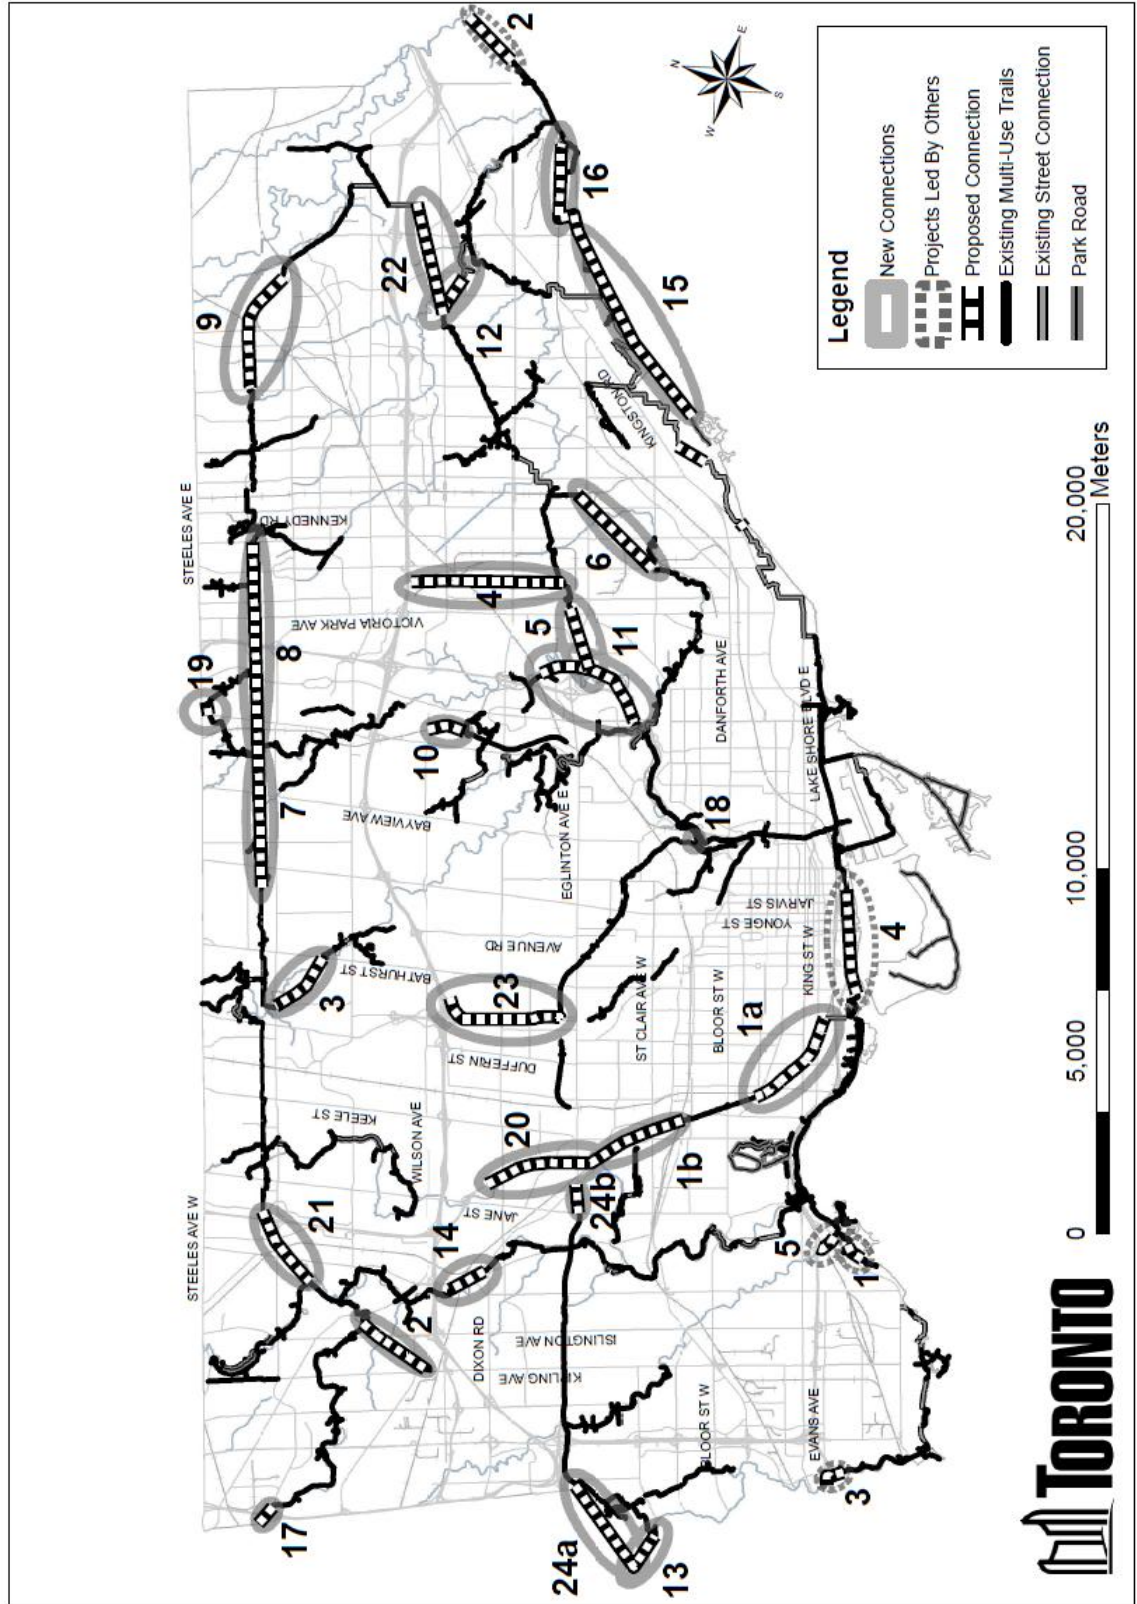 STEELES AVE W
STEELES AVE E
17
21
19
9
2
3
7
8
KEELE ST
BATHURST ST
KENNEDY RD
14
WILSON AVE
BAYVIEW AVE
VICTORIA PARK AVE
22
10
DIXON RD
JANE ST
DUFFERIN ST
23
4
12
20
AVENUE RD
5
2
KIPLING AVE
ISLINGTON AVE
EGLINTON AVE E
6
24a
24b
11
16
13
ST CLAIR AVE W
KINGSTON RD
15
BLOOR ST W
1b
BLOOR ST W
18
DANFORTH AVE
1a
YONGE ST
JARVIS ST
5
EVANS AVE
KING ST W
LAKE SHORE BLVD E
3
1
4
N
E
S
W
Legend
New Connections
Projects Led By Others
Proposed Connection
Existing Multi-Use Trails
Existing Street Connection
Park Road
0
5,000
10,000
20,000
Meters
TORONTO